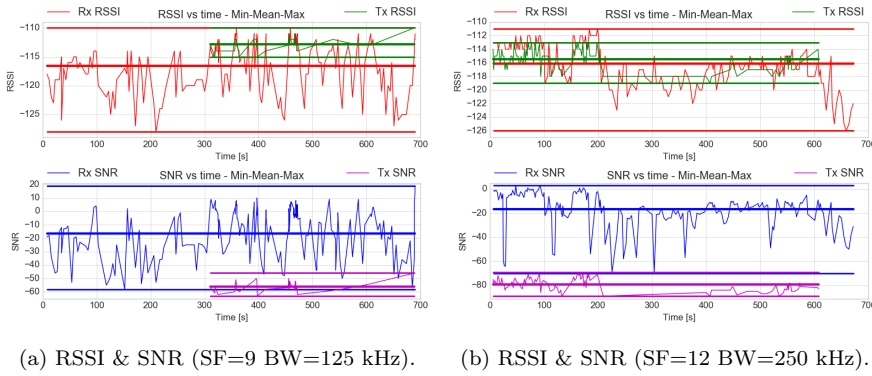 Rx RSSI RSSI vs time - Min-Mean-Max Tx RSSI
RSSI
−110
−115
−120
−125
0 100 200 300 400 500 600 700
Time [s]
Rx SNR SNR vs time - Min-Mean-Max Tx SNR
SNR
20
10
0
−10
−20
−30
−40
−50
−60
0 100 200 300 400 500 600 700
Time [s]
(a) RSSI & SNR (SF=9 BW=125 kHz).
Rx RSSI RSSI vs time - Min-Mean-Max Tx RSSI
RSSI
−110
−112
−114
−116
−118
−120
−122
−124
−126
0 100 200 300 400 500 600 700
Time [s]
Rx SNR SNR vs time - Min-Mean-Max Tx SNR
SNR
0
−20
−40
−60
−80
0 100 200 300 400 500 600 700
Time [s]
(b) RSSI & SNR (SF=12 BW=250 kHz).